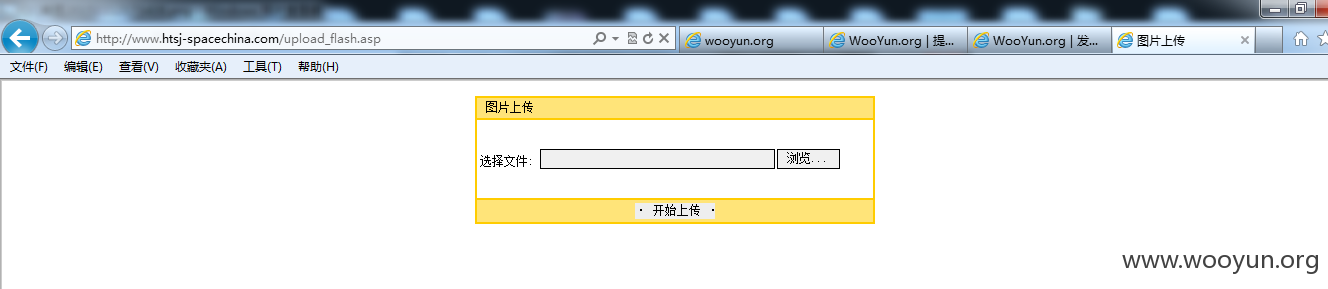 http://www.htsj-spacechina.com/upload_flash.asp
wooyun.org
WooYun.org | 提...
WooYun.org | 发...
图片上传
文件(F) 编辑(E) 查看(V) 收藏夹(A) 工具(T) 帮助(H)
图片上传
选择文件: 浏览...
· 开始上传 ·
www.wooyun.org